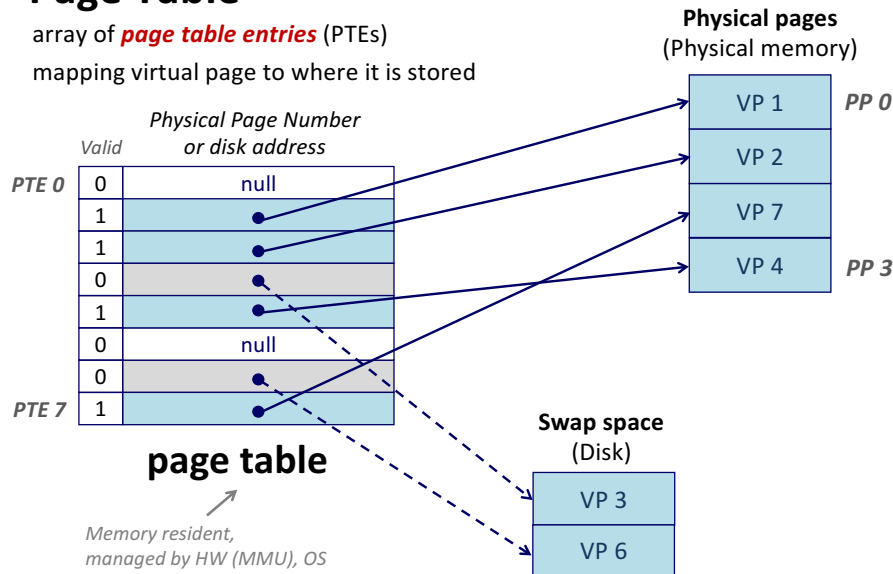 Page Table
array of page table entries (PTEs)
mapping virtual page to where it is stored
Physical pages
(Physical memory)
VP 1 PP 0
VP 2
VP 7
VP 4 PP 3
Physical Page Number
or disk address
Valid
PTE 0 0 null
1
1
0
1
0 null
0
PTE 7 1
page table
Memory resident,
managed by HW (MMU), OS
Swap space
(Disk)
VP 3
VP 6